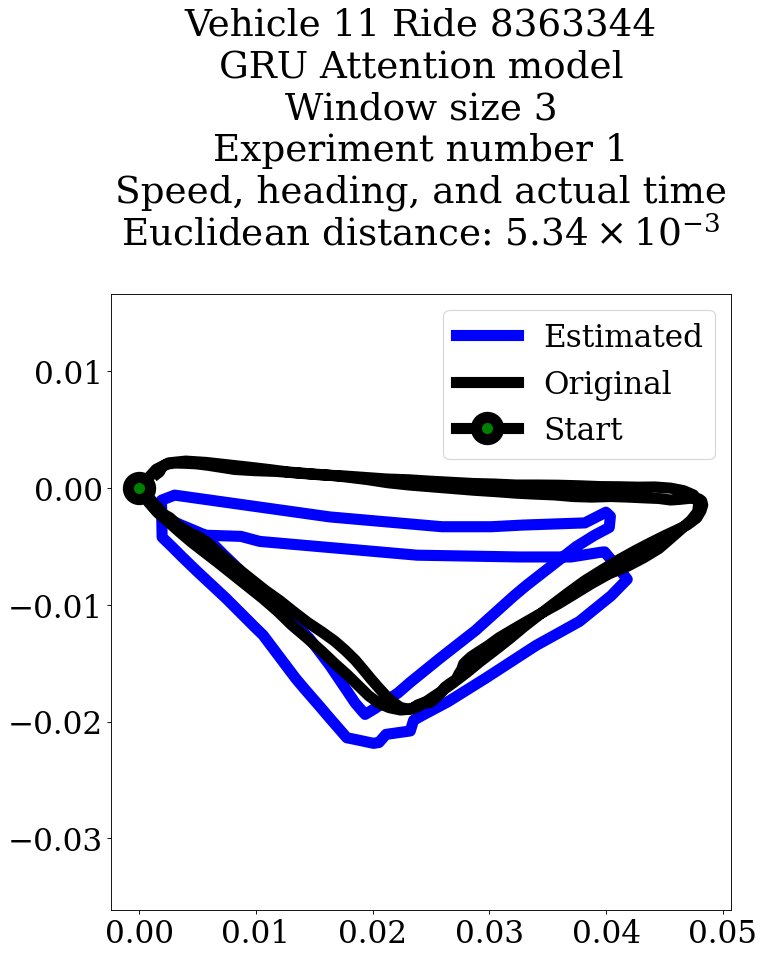 Vehicle 11 Ride 8363344
GRU Attention model
Window size 3
Experiment number 1
Speed, heading, and actual time
Euclidean distance: 5.34 × 10⁻³
Estimated
Original
Start
0.01
0.00
−0.01
−0.02
−0.03
0.00 0.01 0.02 0.03 0.04 0.05